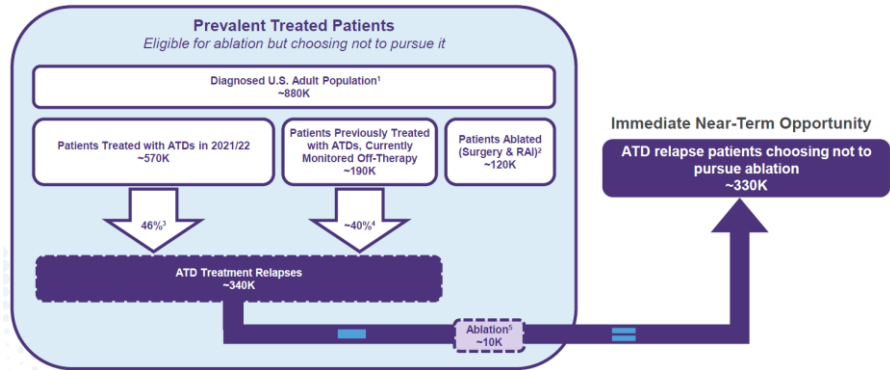 Prevalent Treated Patients
Eligible for ablation but choosing not to pursue it
Diagnosed U.S. Adult Population¹
~880K
Patients Treated with ATDs in 2021/22
~570K
Patients Previously Treated
with ATDs, Currently
Monitored Off-Therapy
~190K
Patients Ablated
(Surgery & RAI)²
~120K
46%³
~40%⁴
ATD Treatment Relapses
~340K
Ablation⁵
~10K
Immediate Near-Term Opportunity
ATD relapse patients choosing not to
pursue ablation
~330K